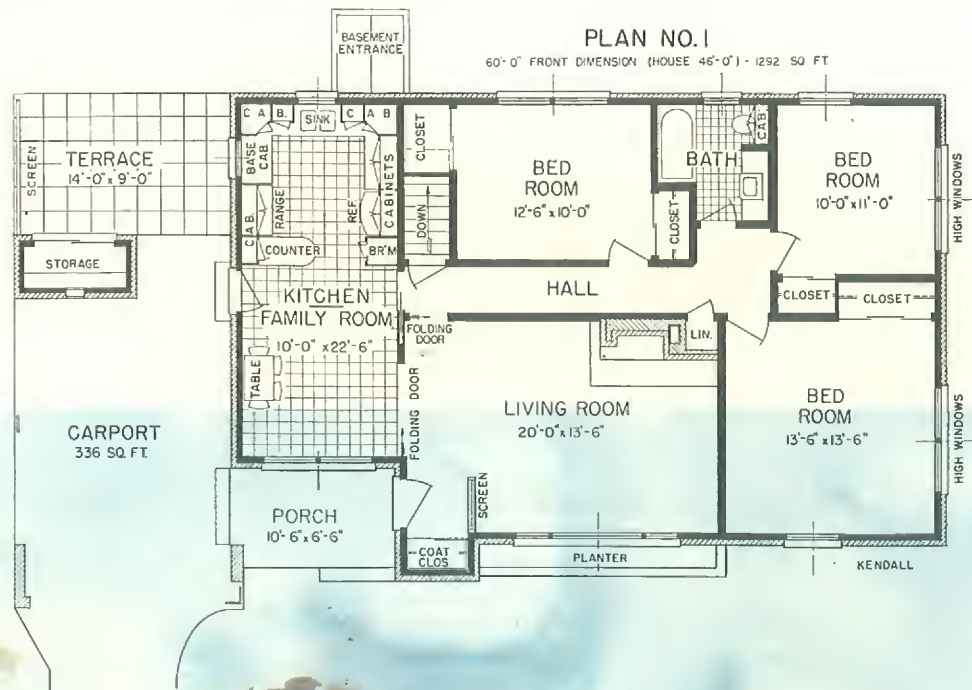 PLAN NO. 1
60'-0" FRONT DIMENSION (HOUSE 46'-0") - 1292 SQ. FT.
BASEMENT
ENTRANCE
SCREEN
TERRACE
14'-0" x 9'-0"
STORAGE
C A B.
SINK
C A B
BASE
CAB
CABINETS
RANGE
REF.
C A B.
COUNTER
BR'M
CLOSET
DOWN
BED
ROOM
12'-6" x 10'-0"
CLOSET
BATH
CAB.
BED
ROOM
10'-0" x 11'-0"
HIGH WINDOWS
KITCHEN
FAMILY ROOM
10'-0" x 22'-6"
TABLE
FOLDING
DOOR
FOLDING DOOR
HALL
LIN.
CLOSET
CLOSET
LIVING ROOM
20'-0" x 13'-6"
BED
ROOM
13'-6" x 13'-6"
HIGH WINDOWS
CARPORT
336 SQ. FT.
PORCH
10'-6" x 6'-6"
SCREEN
COAT
CLOS
PLANTER
KENDALL